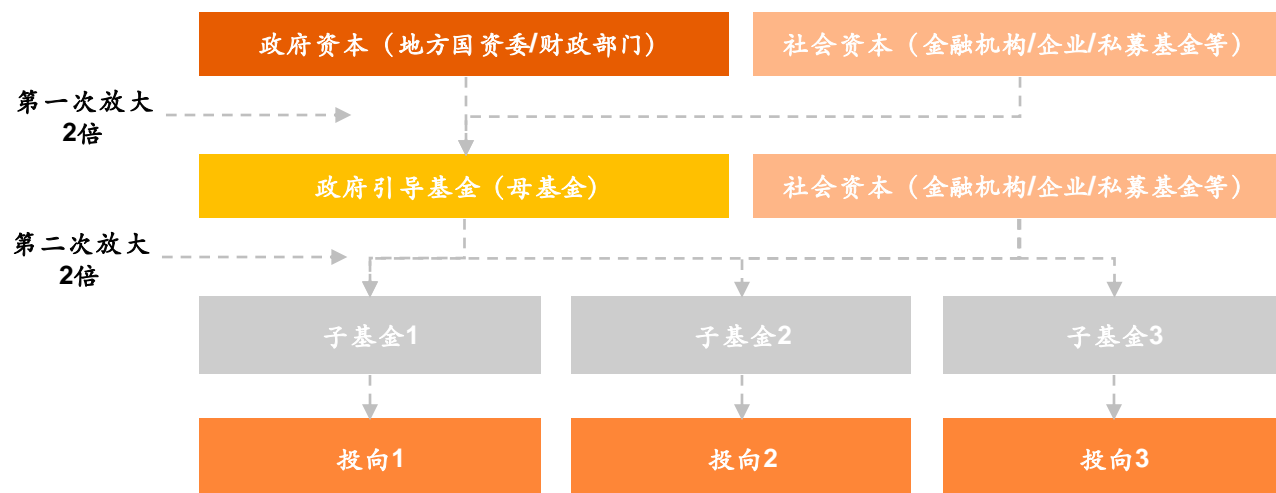 政府资本（地方国资委/财政部门）
社会资本（金融机构/企业/私募基金等）
第一次放大
2倍
政府引导基金（母基金）
社会资本（金融机构/企业/私募基金等）
第二次放大
2倍
子基金1
子基金2
子基金3
投向1
投向2
投向3